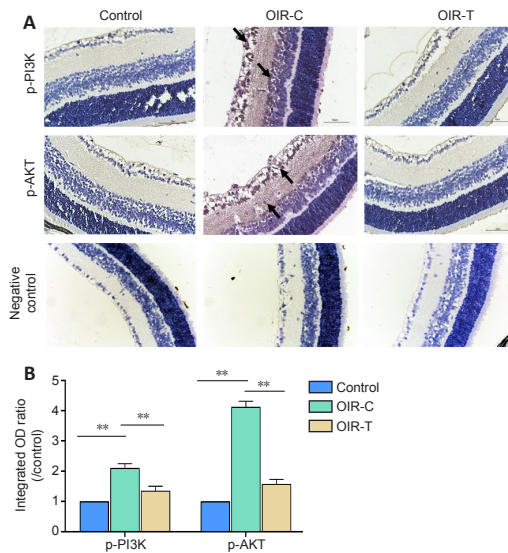 A
Control OIR-C OIR-T
p-PI3K
p-AKT
Negative
control
B
Integrated OD ratio
(/control)
5
4
3
2
1
0
** ** ** **
p-PI3K p-AKT
Control
OIR-C
OIR-T